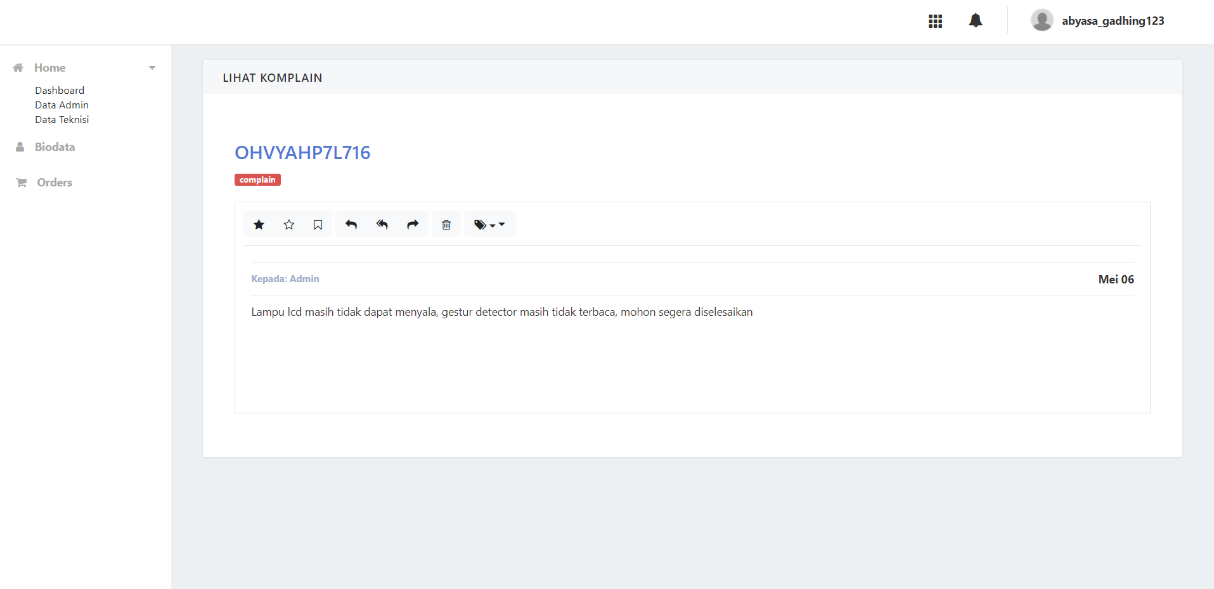 abyasa_gadhing123
Home
Dashboard
Data Admin
Data Teknisi
Biodata
Orders
LIHAT KOMPLAIN
OHVYAHP7L716
complain
Kepada: Admin
Mei 06
Lampu lcd masih tidak dapat menyala, gestur detector masih tidak terbaca, mohon segera diselesaikan